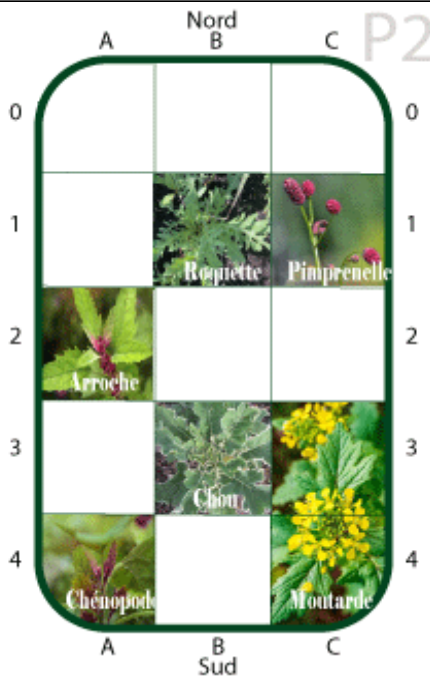 Nord
A B C P2
0 0
1 1
Roquette Pimprenelle
2 2
Arroche
3 3
Chou
4 4
Chénopode Moutarde
A B C
Sud